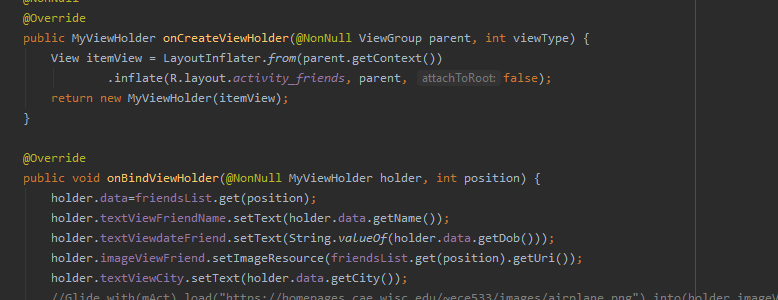 @NonNull
@Override
public MyViewHolder onCreateViewHolder(@NonNull ViewGroup parent, int viewType) {
View itemView = LayoutInflater.from(parent.getContext())
.inflate(R.layout.activity_friends, parent, attachToRoot: false);
return new MyViewHolder(itemView);
}
@Override
public void onBindViewHolder(@NonNull MyViewHolder holder, int position) {
holder.data=friendsList.get(position);
holder.textViewFriendName.setText(holder.data.getName());
holder.textViewdateFriend.setText(String.valueOf(holder.data.getDob()));
holder.imageViewFriend.setImageResource(friendsList.get(position).getUri());
holder.textViewCity.setText(holder.data.getCity());
//Glide.with(mAct).load("https://homepages.cae.wisc.edu/~ece533/images/airplane.png").into(holder.imageV